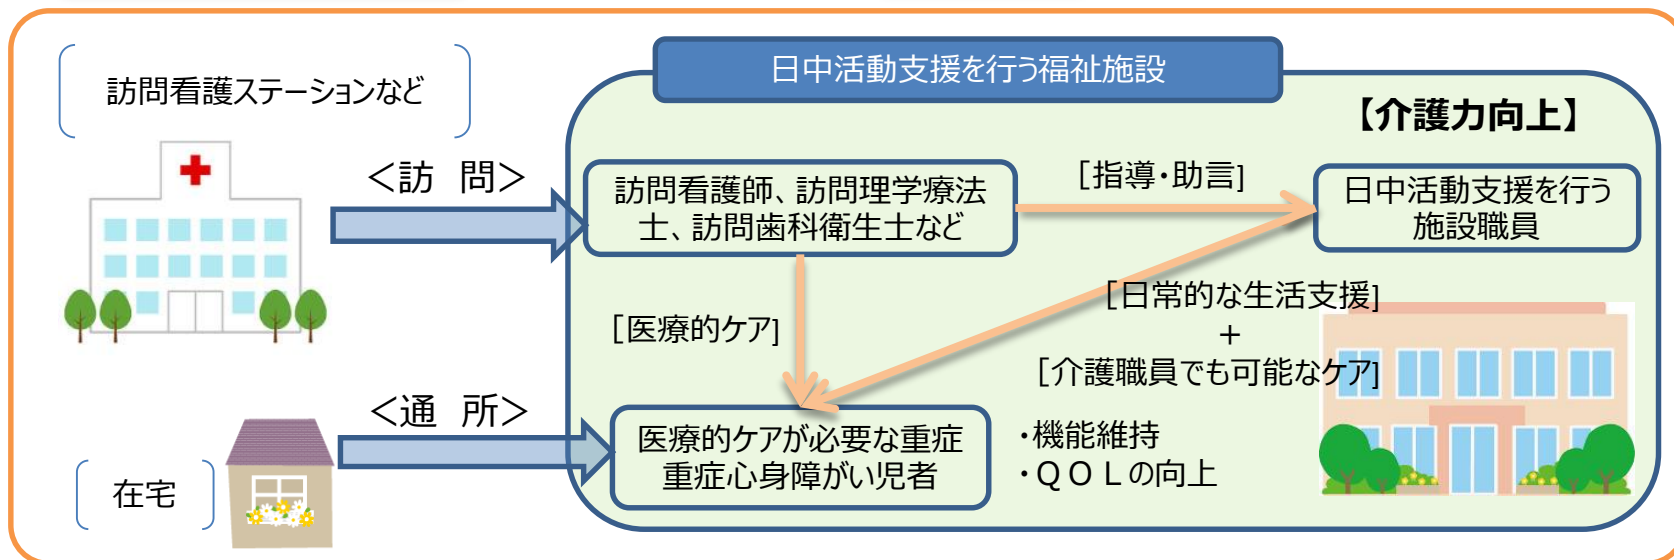 日中活動支援を行う福祉施設
訪問看護ステーションなど
【介護力向上】
＜訪　問＞
訪問看護師、訪問理学療法
士、訪問歯科衛生士など
［指導・助言］
日中活動支援を行う
施設職員
［医療的ケア］
［日常的な生活支援］
＋
［介護職員でも可能なケア］
＜通　所＞
在宅
医療的ケアが必要な重症
重症心身障がい児者
・機能維持
・ＱＯＬの向上